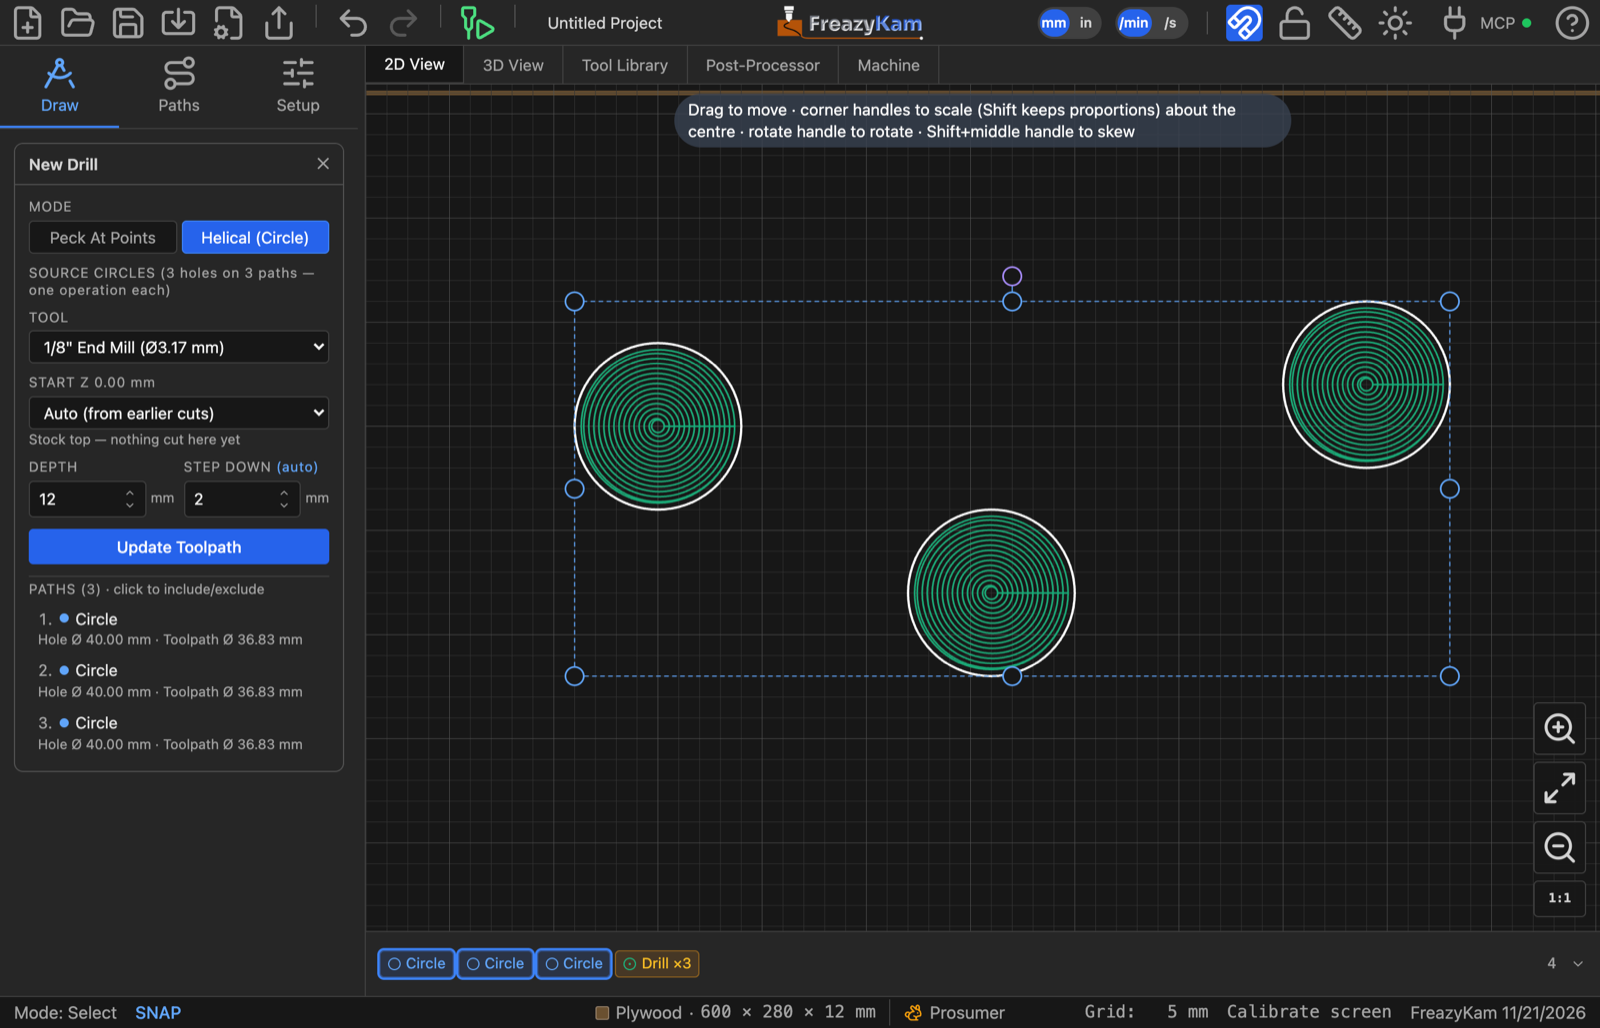 Untitled Project
FreazyKam
mm in
/min /s
MCP
Draw
Paths
Setup
2D View
3D View
Tool Library
Post-Processor
Machine
Drag to move · corner handles to scale (Shift keeps proportions) about the
centre · rotate handle to rotate · Shift+middle handle to skew
New Drill
MODE
Peck At Points
Helical (Circle)
SOURCE CIRCLES (3 holes on 3 paths —
one operation each)
TOOL
1/8" End Mill (Ø3.17 mm)
START Z 0.00 mm
Auto (from earlier cuts)
Stock top — nothing cut here yet
DEPTH
STEP DOWN (auto)
12 mm
2 mm
Update Toolpath
PATHS (3) · click to include/exclude
1. Circle
Hole Ø 40.00 mm · Toolpath Ø 36.83 mm
2. Circle
Hole Ø 40.00 mm · Toolpath Ø 36.83 mm
3. Circle
Hole Ø 40.00 mm · Toolpath Ø 36.83 mm
1:1
Circle
Circle
Circle
Drill ×3
4
Mode: Select
SNAP
Plywood · 600 × 280 × 12 mm
Prosumer
Grid: 5 mm
Calibrate screen
FreazyKam 11/21/2026